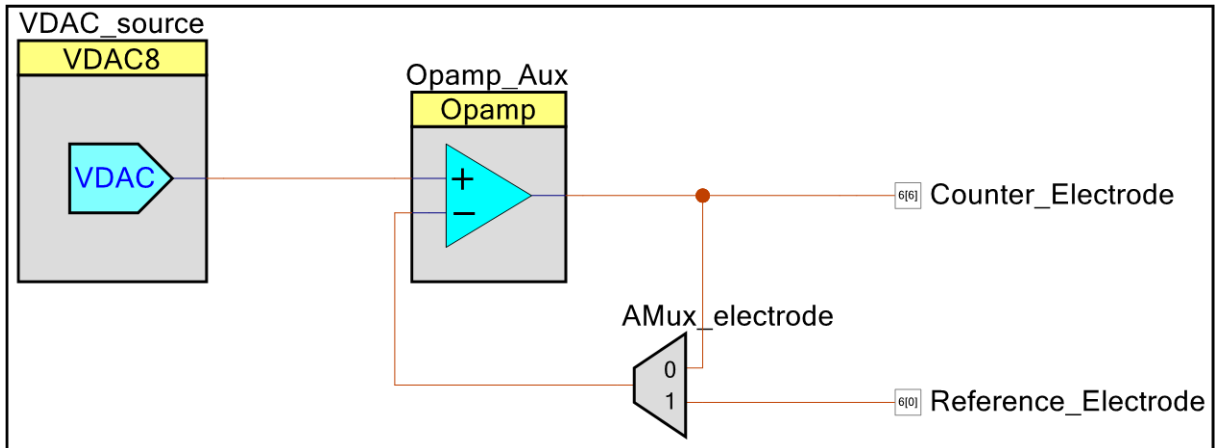 VDAC_source
VDAC8
VDAC
Opamp_Aux
Opamp
+
−
6[6] Counter_Electrode
AMux_electrode
0
1
6[0] Reference_Electrode